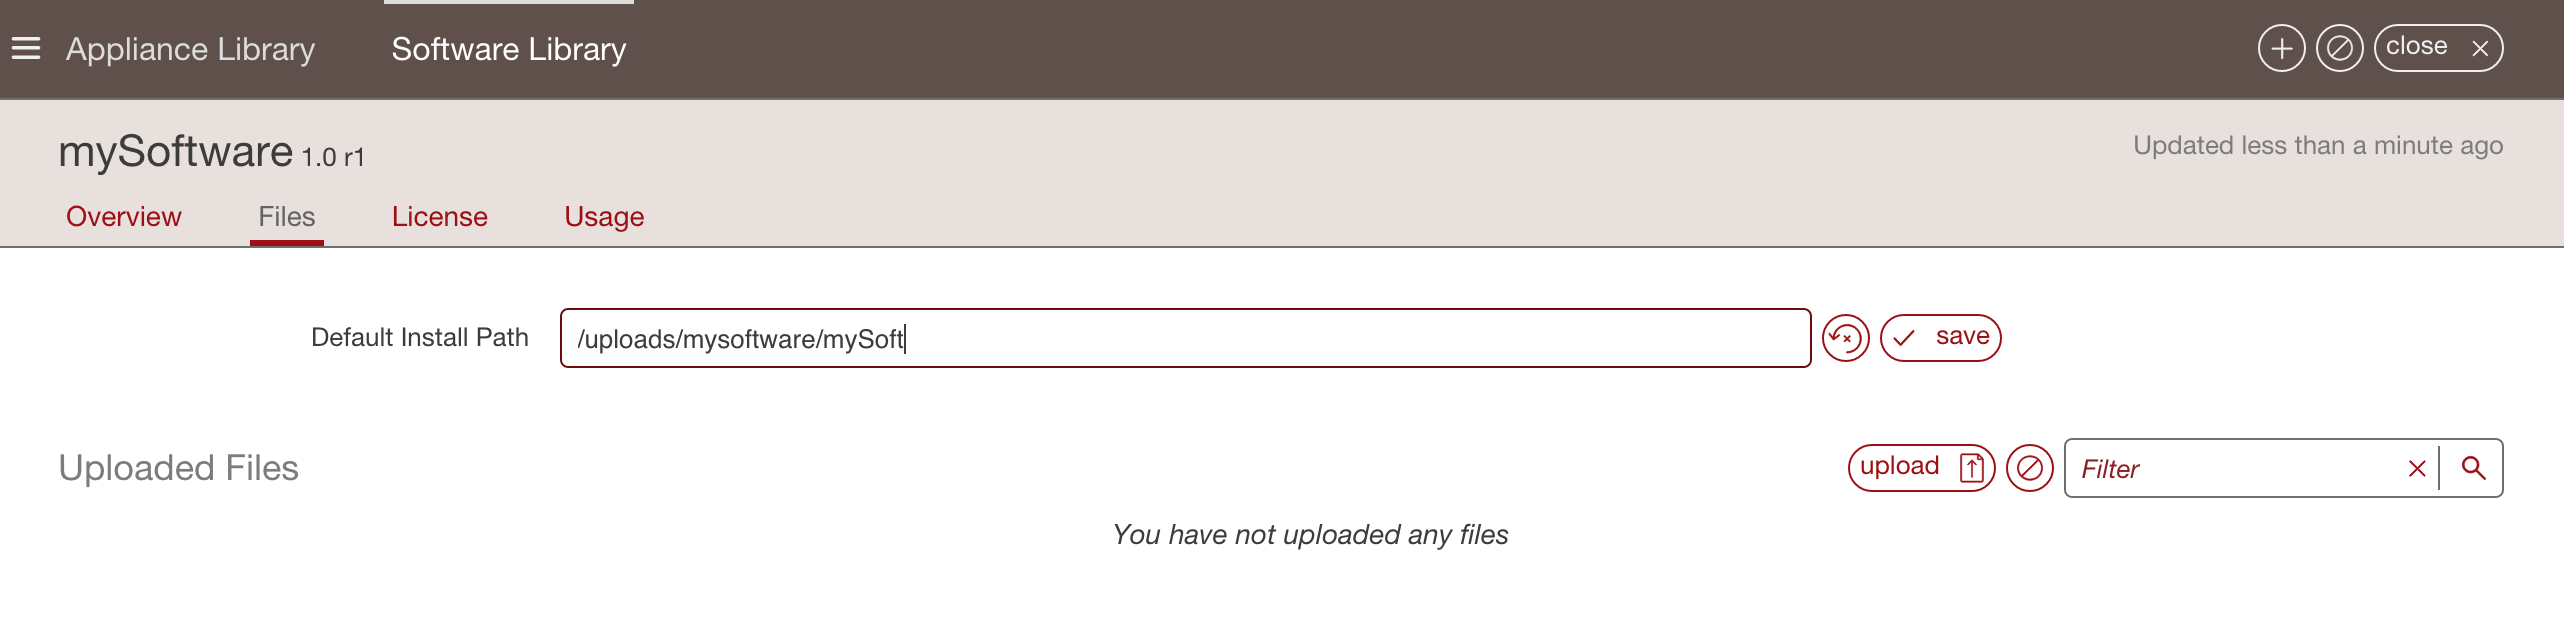 Appliance Library Software Library close
mySoftware 1.0 r1 Updated less than a minute ago
Overview Files License Usage
Default Install Path /uploads/mysoftware/mySoft save
Uploaded Files upload Filter
You have not uploaded any files